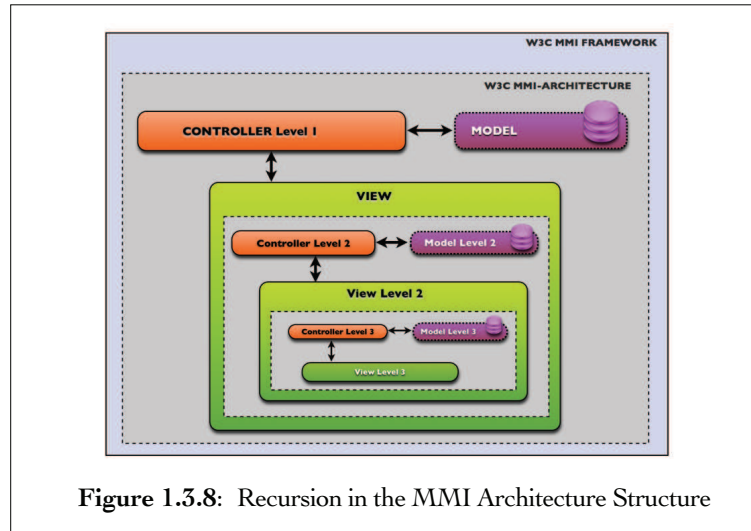 W3C MMI FRAMEWORK
W3C MMI-ARCHITECTURE
CONTROLLER Level 1
MODEL
VIEW
Controller Level 2
Model Level 2
View Level 2
Controller Level 3
Model Level 3
View Level 3
Figure 1.3.8: Recursion in the MMI Architecture Structure